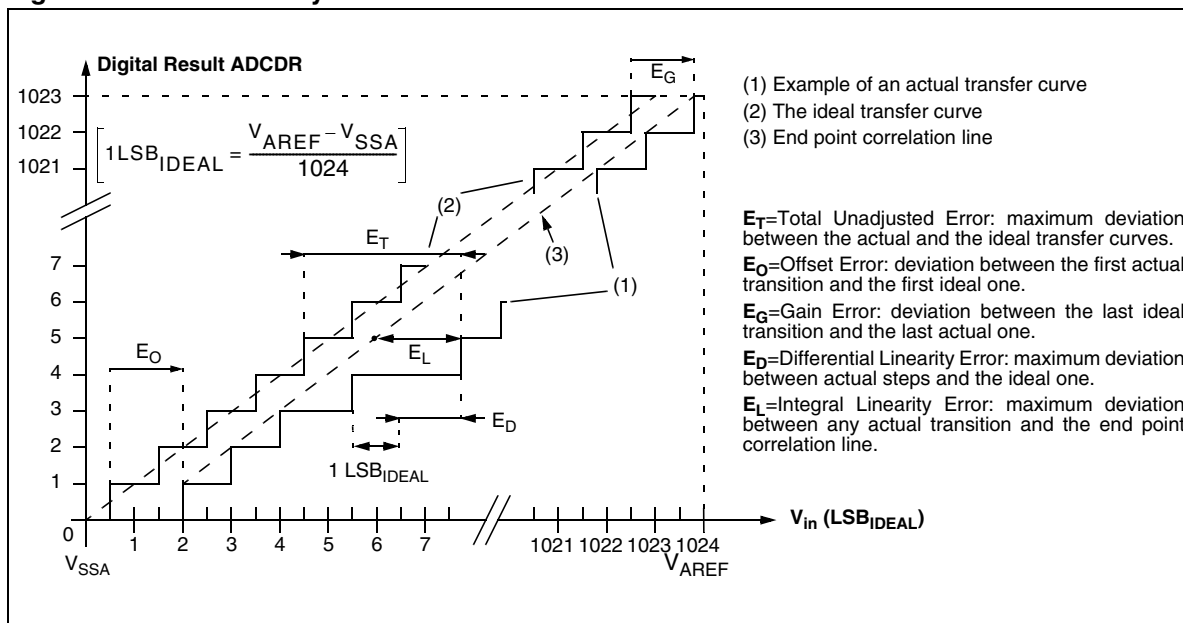 Digital Result ADCDR
EG
1023
1022
1021
1LSBIDEAL = VAREF – VSSA
1024
(1) Example of an actual transfer curve
(2) The ideal transfer curve
(3) End point correlation line
(2)
ET
(3)
(1)
7
6
5
4
3
2
1
0
EO
EL
ED
1 LSBIDEAL
ET=Total Unadjusted Error: maximum deviation
between the actual and the ideal transfer curves.
EO=Offset Error: deviation between the first actual
transition and the first ideal one.
EG=Gain Error: deviation between the last ideal
transition and the last actual one.
ED=Differential Linearity Error: maximum deviation
between actual steps and the ideal one.
EL=Integral Linearity Error: maximum deviation
between any actual transition and the end point
correlation line.
Vin (LSBIDEAL)
1 2 3 4 5 6 7 1021 1022 1023 1024
VSSA
VAREF